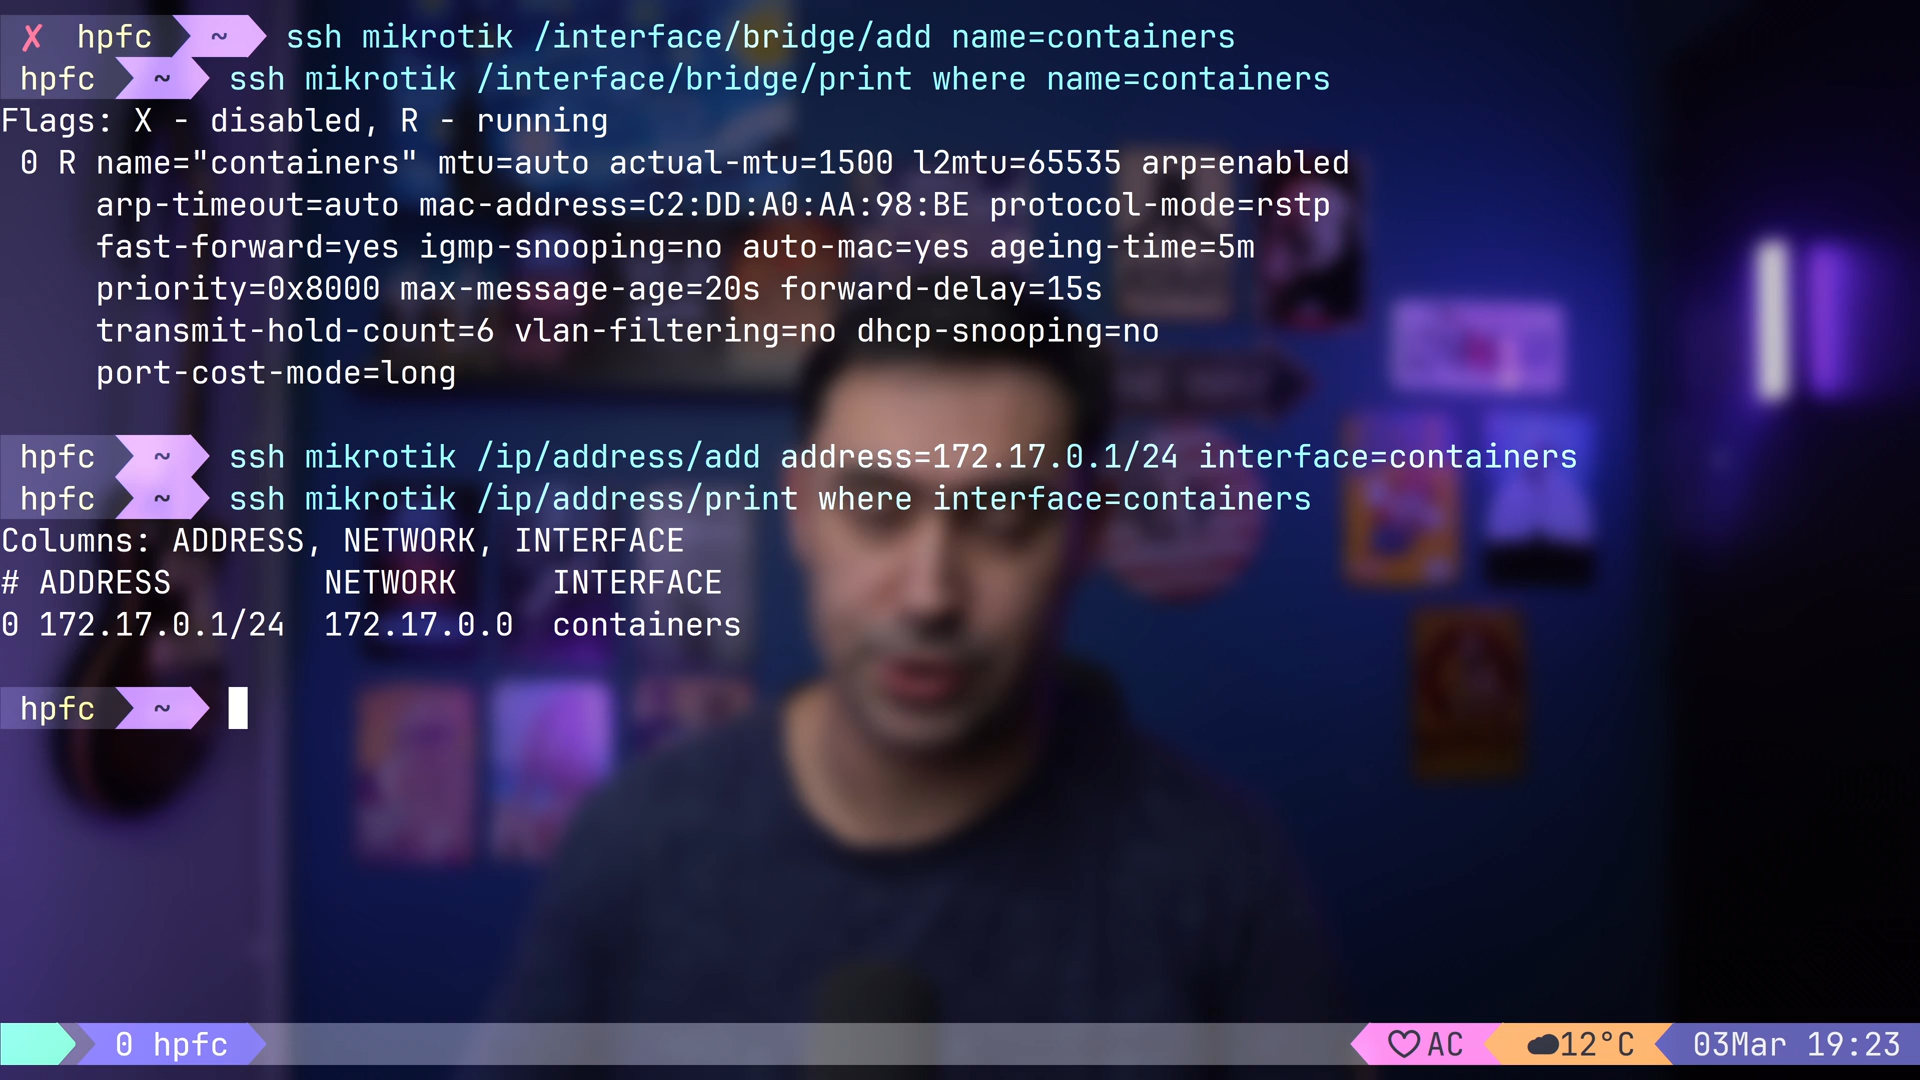 ✗ hpfc ~ ssh mikrotik /interface/bridge/add name=containers
hpfc ~ ssh mikrotik /interface/bridge/print where name=containers
Flags: X - disabled, R - running
0 R name="containers" mtu=auto actual-mtu=1500 l2mtu=65535 arp=enabled
arp-timeout=auto mac-address=C2:DD:A0:AA:98:BE protocol-mode=rstp
fast-forward=yes igmp-snooping=no auto-mac=yes ageing-time=5m
priority=0x8000 max-message-age=20s forward-delay=15s
transmit-hold-count=6 vlan-filtering=no dhcp-snooping=no
port-cost-mode=long
hpfc ~ ssh mikrotik /ip/address/add address=172.17.0.1/24 interface=containers
hpfc ~ ssh mikrotik /ip/address/print where interface=containers
Columns: ADDRESS, NETWORK, INTERFACE
# ADDRESS NETWORK INTERFACE
0 172.17.0.1/24 172.17.0.0 containers
hpfc ~
0 hpfc
AC 12°C 03Mar 19:23